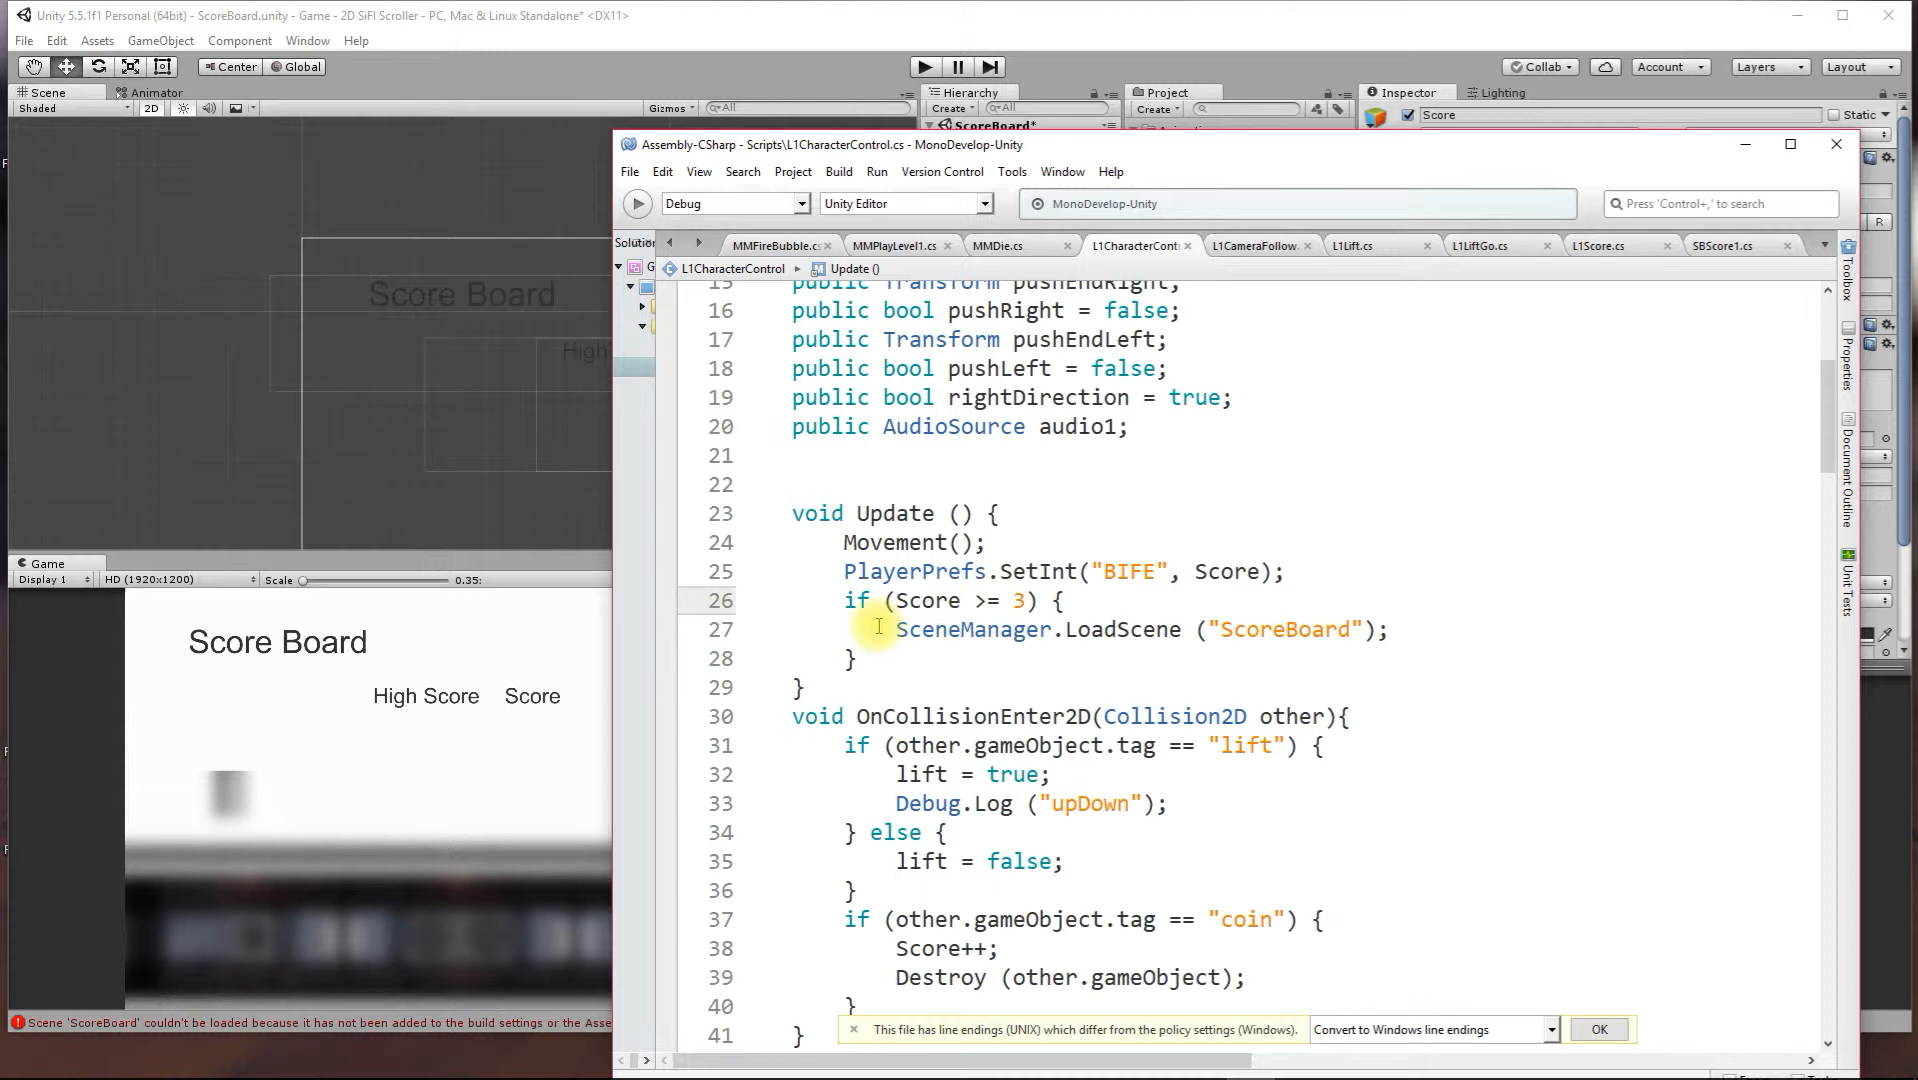 Unity 5.5.1f1 Personal (64bit) - ScoreBoard.unity - Game - 2D SiFI Scroller - PC, Mac & Linux Standalone* <DX11>
File Edit Assets GameObject Component Window Help
Center Global Collab Account Layers Layout
Scene Animator Hierarchy Project Inspector Lighting
Shaded 2D Gizmos All Create All Create Score Static
ScoreBoard*
Assembly-CSharp - Scripts\L1CharacterControl.cs - MonoDevelop-Unity
File Edit View Search Project Build Run Version Control Tools Window Help
Debug Unity Editor MonoDevelop-Unity Press 'Control+,' to search
Solution MMFireBubble.cs MMPlayLevel1.cs MMDie.cs L1CharacterCont L1CameraFollow. L1Lift.cs L1LiftGo.cs L1Score.cs SBScore1.cs
L1CharacterControl Update ()
15 public Transform pushEndRight;
16 public bool pushRight = false;
17 public Transform pushEndLeft;
18 public bool pushLeft = false;
19 public bool rightDirection = true;
20 public AudioSource audio1;
21
22
23 void Update () {
24 Movement();
25 PlayerPrefs.SetInt("BIFE", Score);
26 if (Score >= 3) {
27 SceneManager.LoadScene ("ScoreBoard");
28 }
29 }
30 void OnCollisionEnter2D(Collision2D other){
31 if (other.gameObject.tag == "lift") {
32 lift = true;
33 Debug.Log ("upDown");
34 } else {
35 lift = false;
36 }
37 if (other.gameObject.tag == "coin") {
38 Score++;
39 Destroy (other.gameObject);
40 }
41 }
This file has line endings (UNIX) which differ from the policy settings (Windows). Convert to Windows line endings OK
Toolbox
Properties
Document Outline
Unit Tests
R
Score Board
High
Game
Display 1 HD (1920x1200) Scale 0.35:
Score Board
High Score Score
Scene 'ScoreBoard' couldn't be loaded because it has not been added to the build settings or the Asse